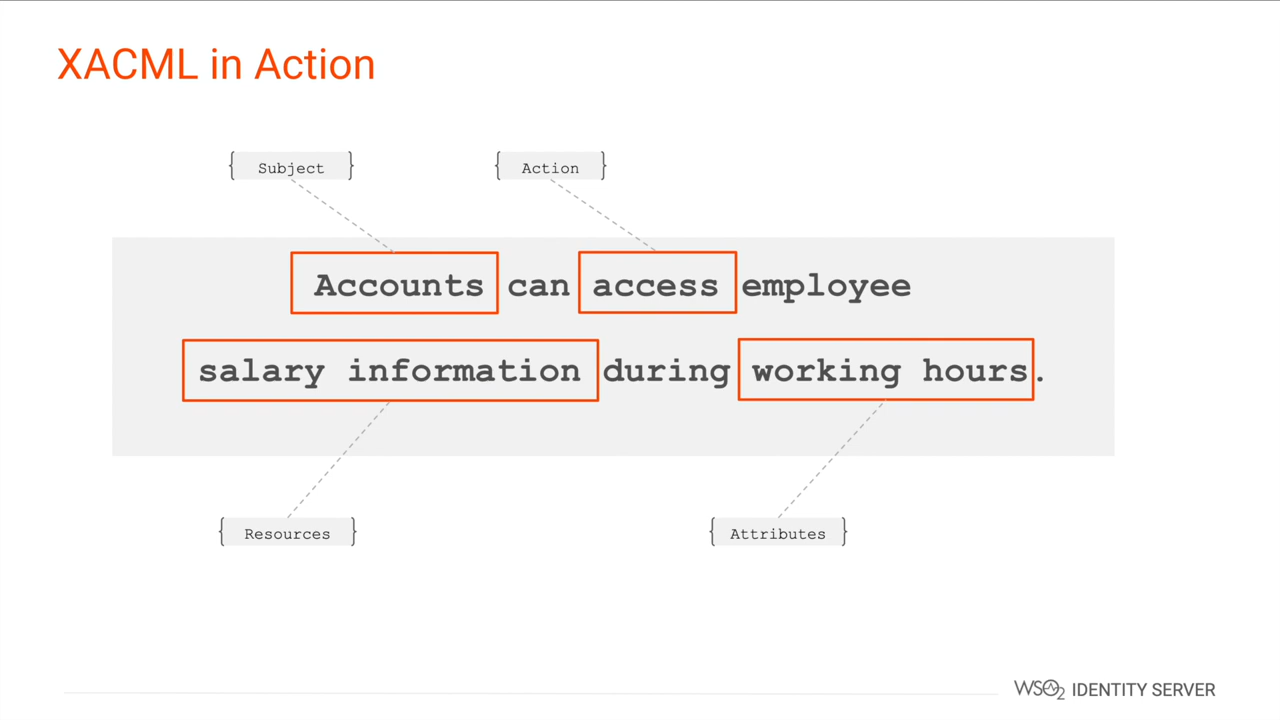 XACML in Action
{ Subject }
{ Action }
Accounts can access employee
salary information during working hours.
{ Resources }
{ Attributes }
WSO2 IDENTITY SERVER